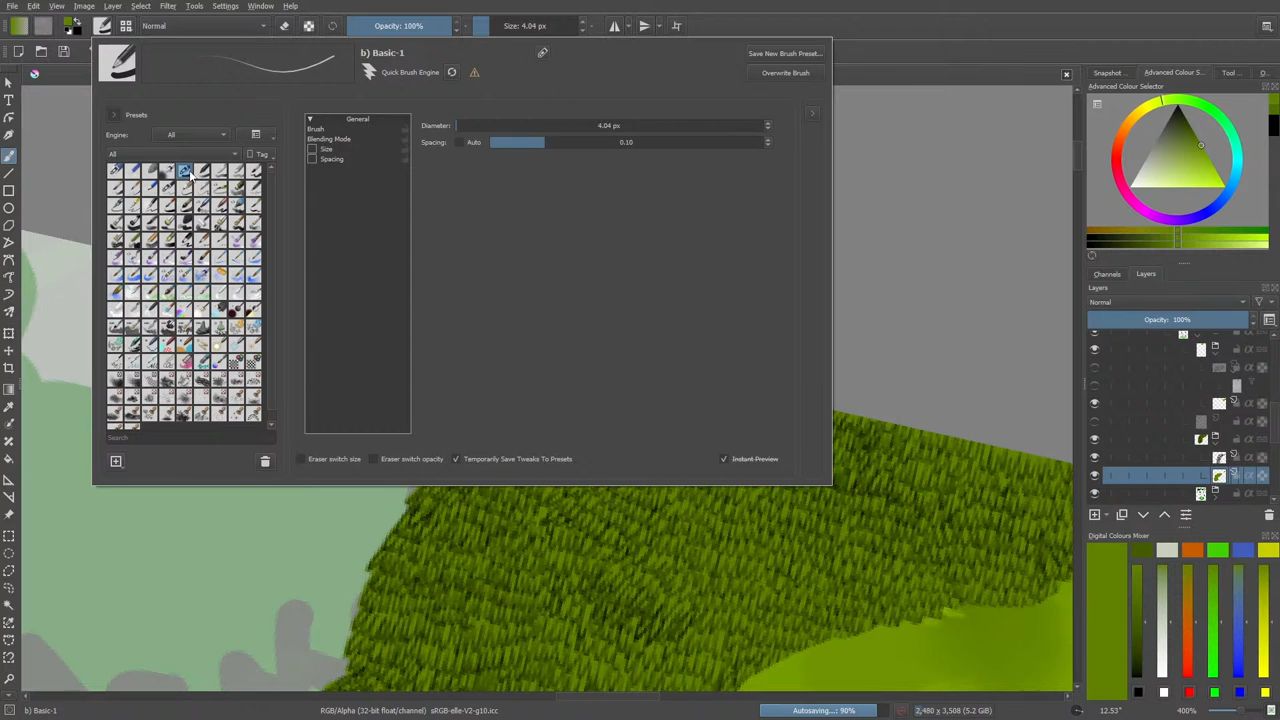 File Edit View Image Layer Select Filter Tools Settings Window Help
Normal Opacity: 100% Size: 4.04 px
b) Basic-1 Save New Brush Preset...
Quick Brush Engine Overwrite Brush
Snapshot ... Advanced Colour S... Tool ... O...
Advanced Colour Selector
Presets
Engine: All
All Tag
General
Brush
Blending Mode
Size
Spacing
Diameter: 4.04 px
Spacing: Auto 0.10
Search
Eraser switch size Eraser switch opacity Temporarily Save Tweaks To Presets Instant Preview
Channels Layers
Layers
Normal
Opacity: 100%
Digital Colours Mixer
b) Basic-1 RGB/Alpha (32-bit float/channel) sRGB-elle-V2-g10.icc Autosaving...: 90% 2,480 x 3,508 (5.2 GiB) 12.53° 400%